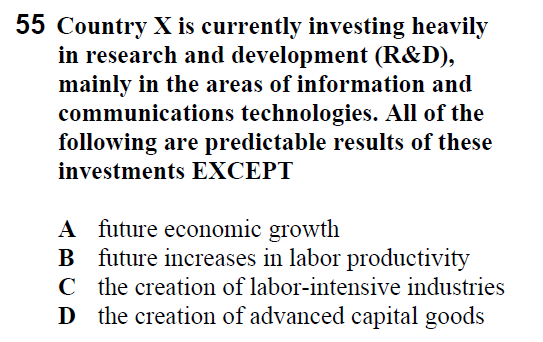 55 Country X is currently investing heavily
in research and development (R&D),
mainly in the areas of information and
communications technologies. All of the
following are predictable results of these
investments EXCEPT
A future economic growth
B future increases in labor productivity
C the creation of labor-intensive industries
D the creation of advanced capital goods